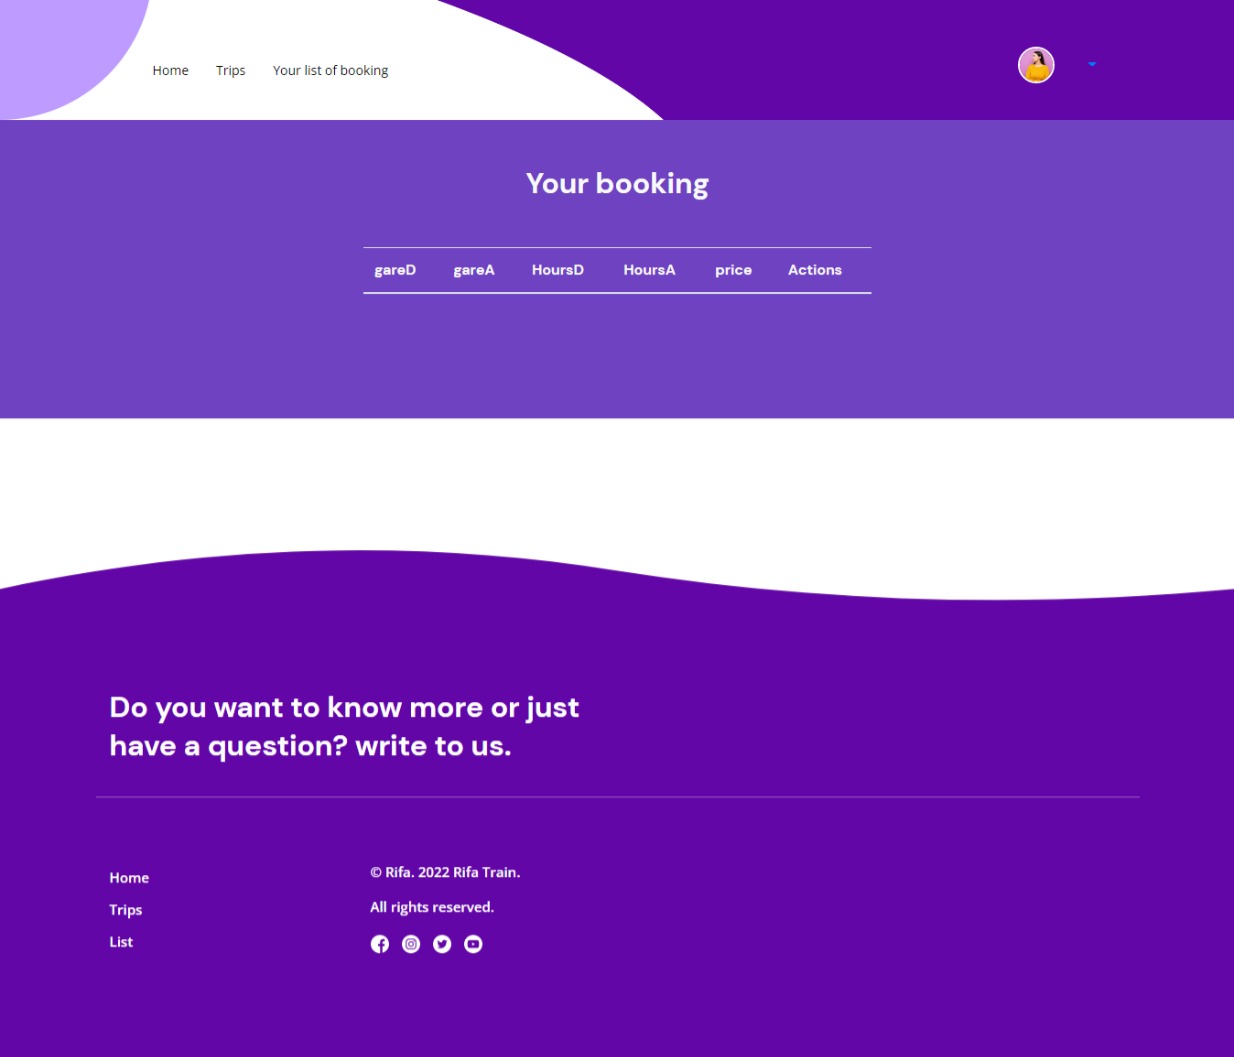 Home Trips Your list of booking
Your booking
gareD gareA HoursD HoursA price Actions
Do you want to know more or just
have a question? write to us.
Home
Trips
List
© Rifa. 2022 Rifa Train.
All rights reserved.